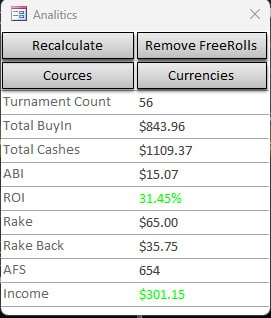 Analitics
Recalculate Remove FreeRolls
Cources Currencies
Turnament Count 56
Total BuyIn $843.96
Total Cashes $1109.37
ABI $15.07
ROI 31.45%
Rake $65.00
Rake Back $35.75
AFS 654
Income $301.15